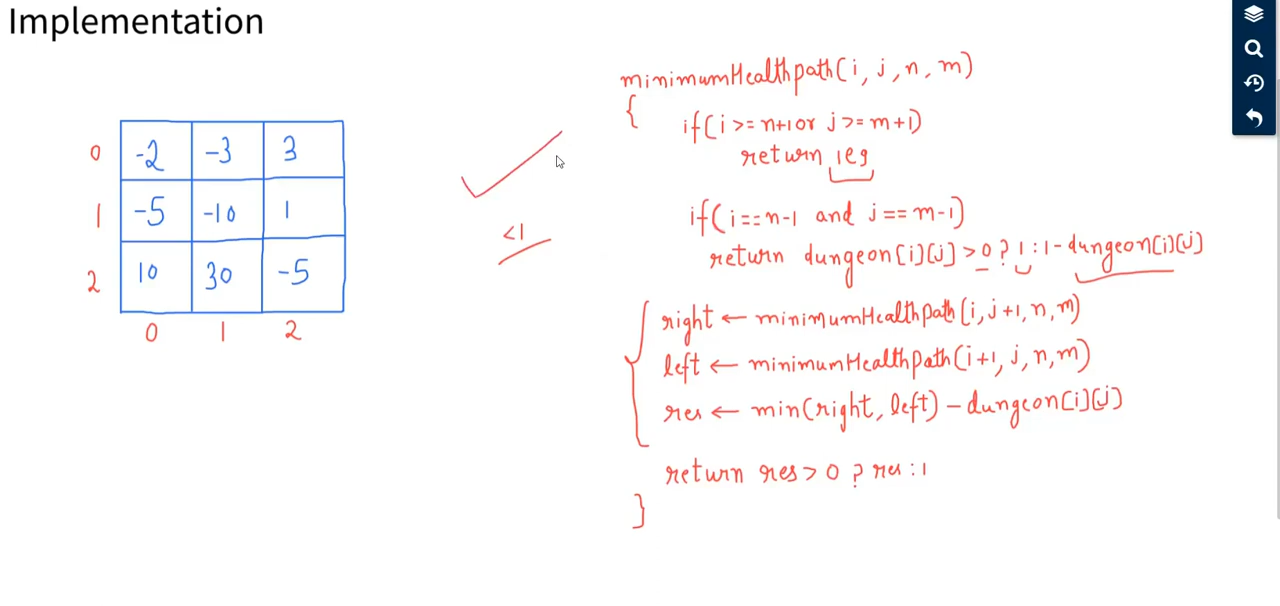 Implementation
minimumHealthpath(i, j, n, m)
{
if(i >= n+1 or j >= m+1)
return 1e9
if(i == n-1 and j == m-1)
return dungeon[i][j] > 0 ? 1 : 1 - dungeon[i][j]
right ← minimumHealthpath(i, j+1, n, m)
left ← minimumHealthpath(i+1, j, n, m)
res ← min(right, left) - dungeon[i][j]
return res > 0 ? res : 1
}
0 -2 -3 3
1 -5 -10 1
2 10 30 -5
0 1 2
<1